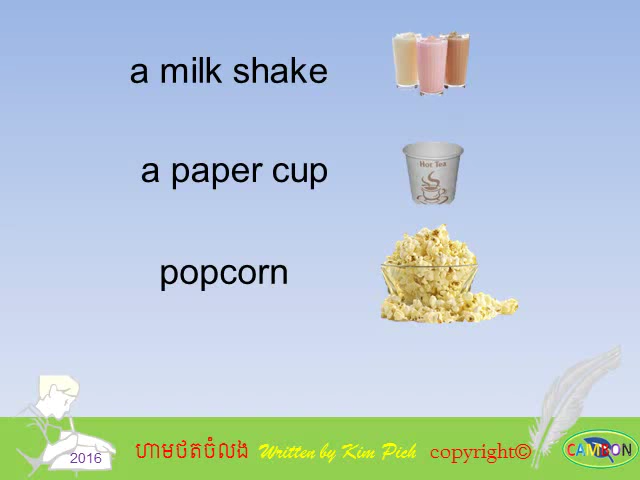 a milk shake
a paper cup
Hot Tea
popcorn
2016
ហាមថតចំលង Written by Kim Pich copyright©
CAMBON